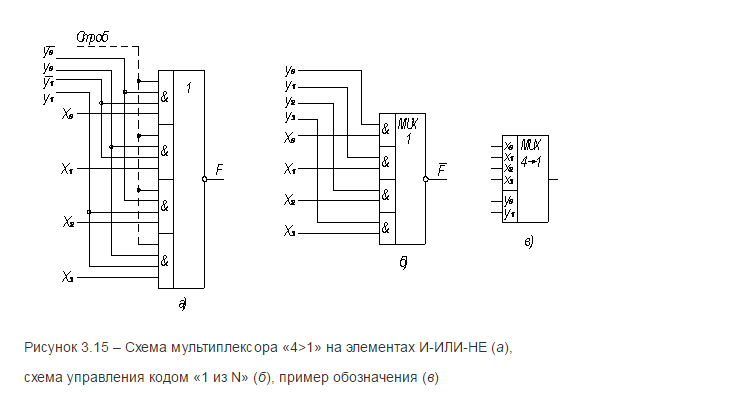 Строб
y̅₀
y₀
y̅₁
y₁
X₀
X₁
X₂
X₃
&
&
&
&
1
F
а)
y₀
y₁
y₂
y₃
X₀
X₁
X₂
X₃
&
&
&
&
MUX
1
F̅
б)
X₀
X₁
X₂
X₃
y₀
y₁
MUX
4→1
в)
Рисунок 3.15 – Схема мультиплексора «4>1» на элементах И-ИЛИ-НЕ (а),
схема управления кодом «1 из N» (б), пример обозначения (в)